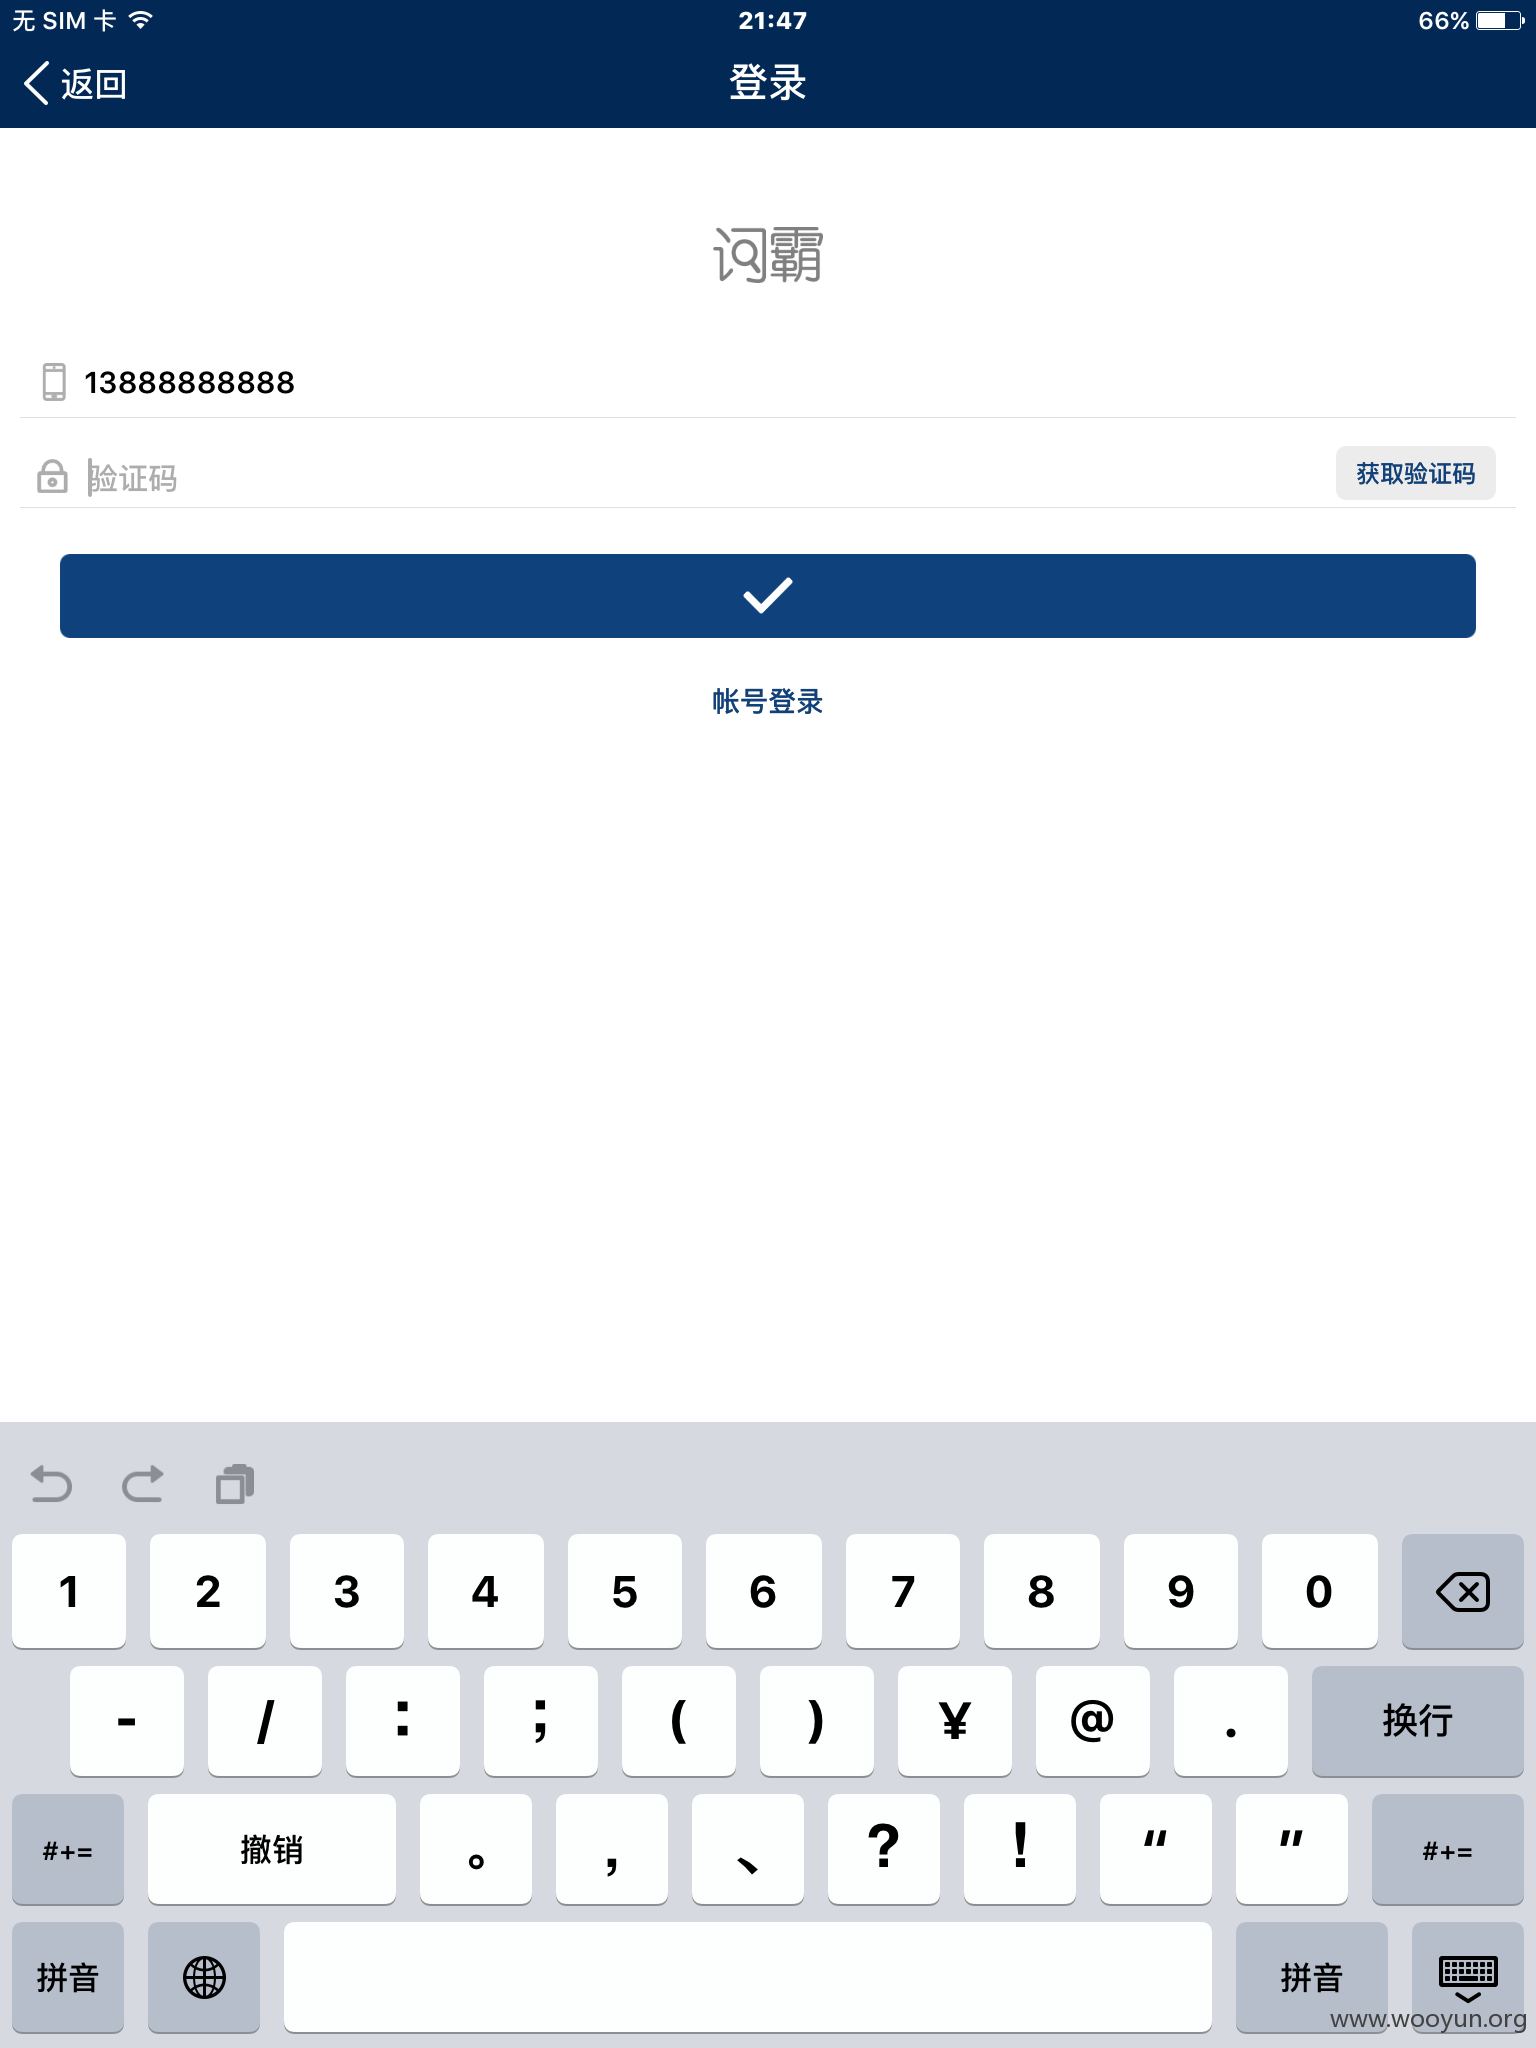 无 SIM 卡 21:47 66%
返回 登录
词霸
13888888888
验证码 获取验证码
帐号登录
1 2 3 4 5 6 7 8 9 0
- / : ; ( ) ¥ @ . 换行
#+= 撤销 。 , 、 ? ! “ ” #+=
拼音 拼音
www.wooyun.org